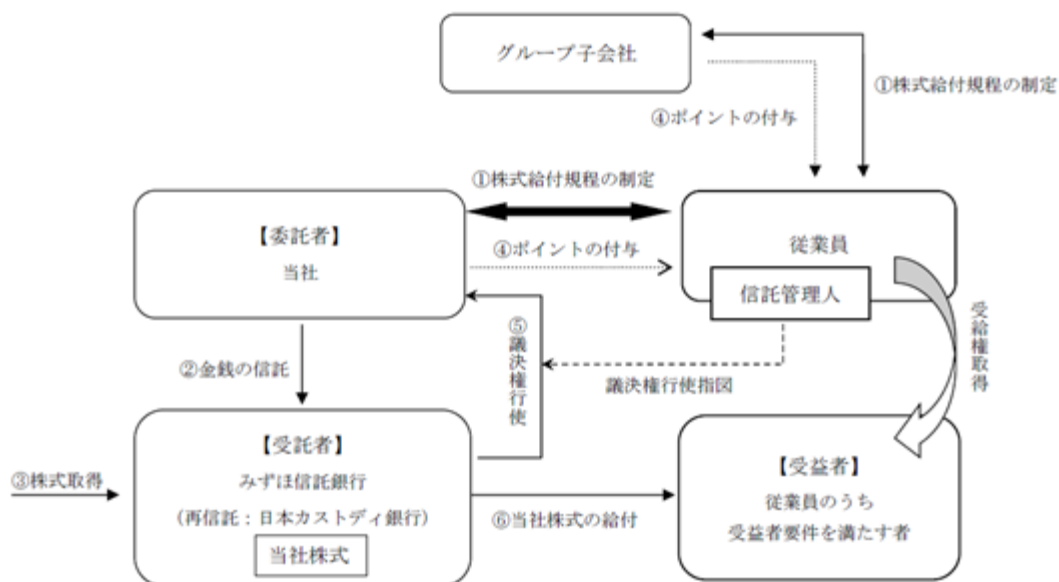 グループ子会社
①株式給付規程の制定
④ポイントの付与
①株式給付規程の制定
【委託者】
当社
④ポイントの付与
従業員
信託管理人
②金銭の信託
⑤議決権行使
議決権行使指図
受給権取得
③株式取得
【受託者】
みずほ信託銀行
(再信託:日本カストディ銀行)
当社株式
⑥当社株式の給付
【受益者】
従業員のうち
受益者要件を満たす者